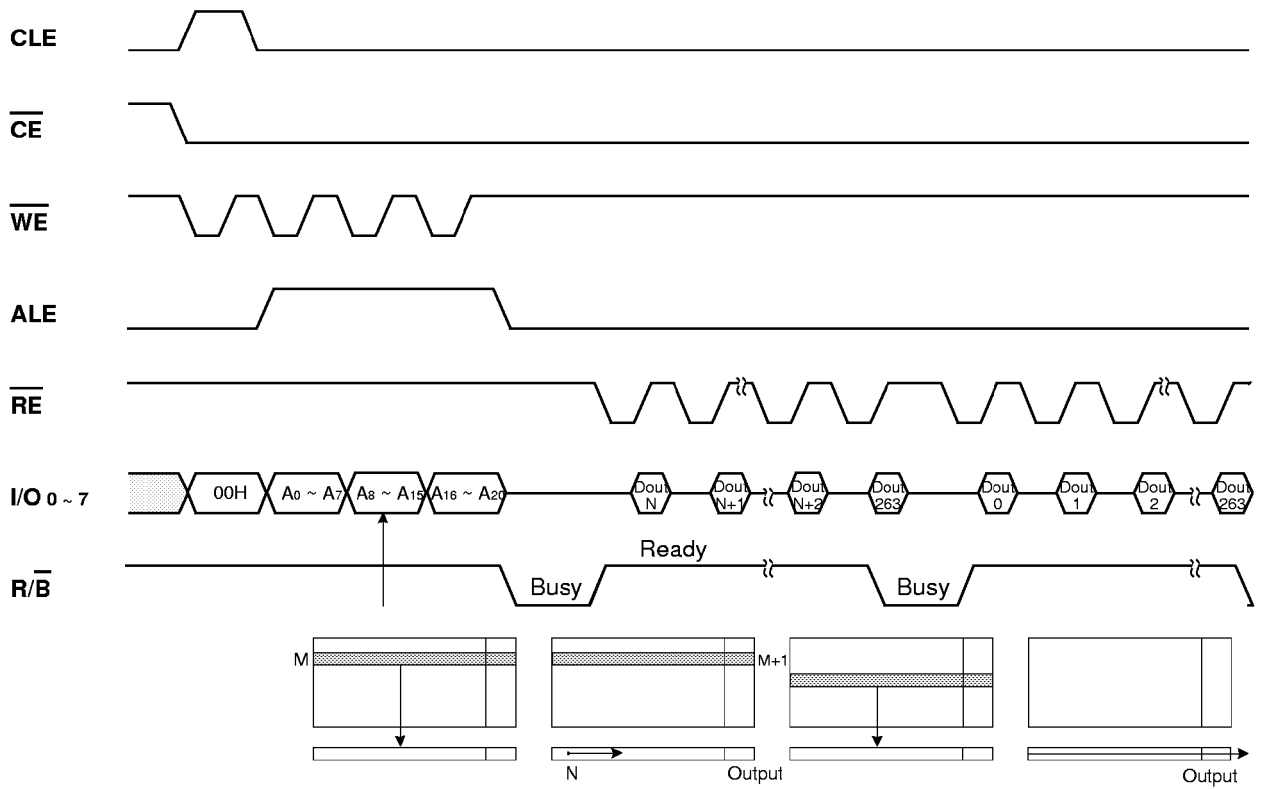 CLE
CE
WE
ALE
RE
I/O 0 ~ 7
00H
A0 ~ A7
A8 ~ A15
A16 ~ A20
Dout N
Dout N+1
Dout N+2
Dout 263
Dout 0
Dout 1
Dout 2
Dout 263
R/B
Busy
Ready
Busy
M
M+1
N
Output
Output